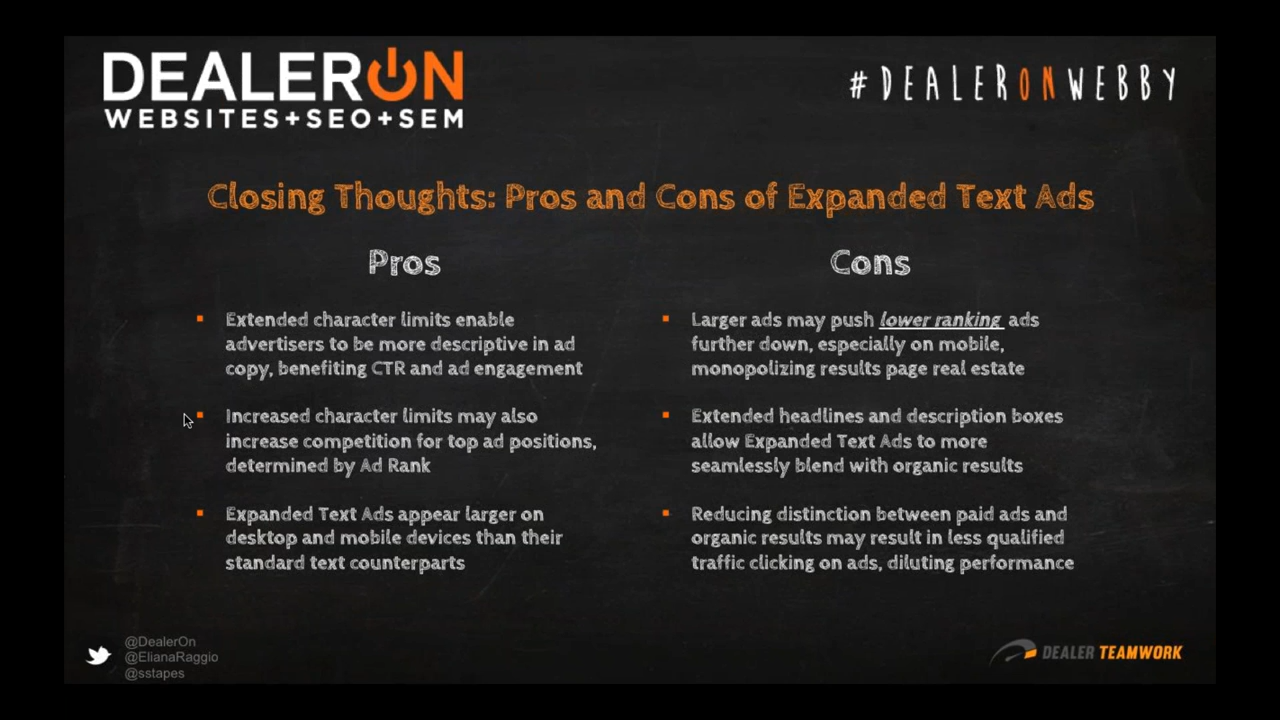 DEALERON
WEBSITES+SEO+SEM
#DEALERONWEBBY
Closing Thoughts: Pros and Cons of Expanded Text Ads
Pros
Extended character limits enable
advertisers to be more descriptive in ad
copy, benefiting CTR and ad engagement
Increased character limits may also
increase competition for top ad positions,
determined by Ad Rank
Expanded Text Ads appear larger on
desktop and mobile devices than their
standard text counterparts
Cons
Larger ads may push lower ranking ads
further down, especially on mobile,
monopolizing results page real estate
Extended headlines and description boxes
allow Expanded Text Ads to more
seamlessly blend with organic results
Reducing distinction between paid ads and
organic results may result in less qualified
traffic clicking on ads, diluting performance
@DealerOn
@ElianaRaggio
@sstapes
DEALER TEAMWORK